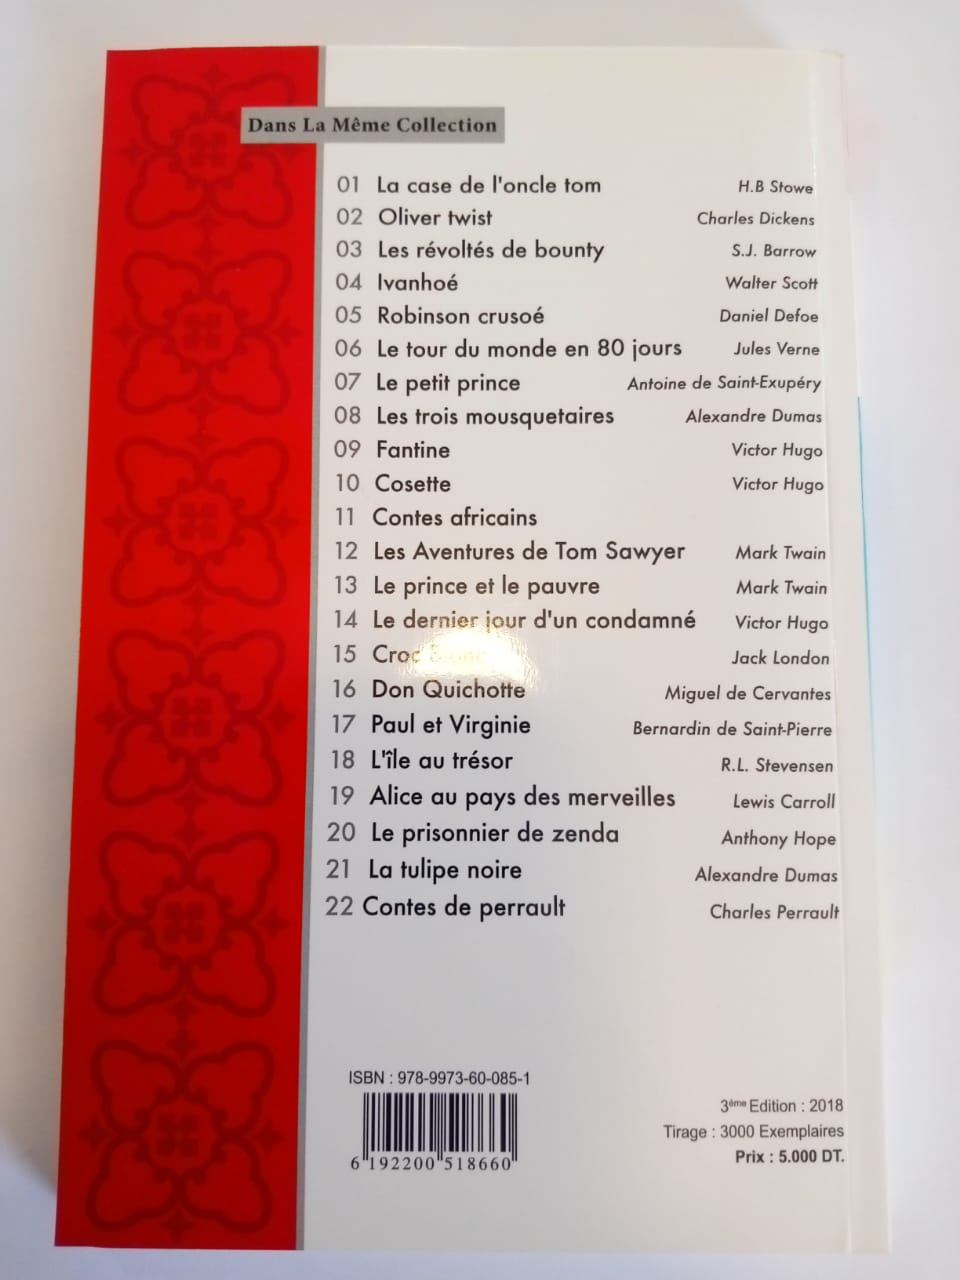 Dans La Même Collection
01 La case de l'oncle tom H.B Stowe
02 Oliver twist Charles Dickens
03 Les révoltés de bounty S.J. Barrow
04 Ivanhoé Walter Scott
05 Robinson crusoé Daniel Defoe
06 Le tour du monde en 80 jours Jules Verne
07 Le petit prince Antoine de Saint-Exupéry
08 Les trois mousquetaires Alexandre Dumas
09 Fantine Victor Hugo
10 Cosette Victor Hugo
11 Contes africains
12 Les Aventures de Tom Sawyer Mark Twain
13 Le prince et le pauvre Mark Twain
14 Le dernier jour d'un condamné Victor Hugo
15 Croc Blanc Jack London
16 Don Quichotte Miguel de Cervantes
17 Paul et Virginie Bernardin de Saint-Pierre
18 L'île au trésor R.L. Stevensen
19 Alice au pays des merveilles Lewis Carroll
20 Le prisonnier de zenda Anthony Hope
21 La tulipe noire Alexandre Dumas
22 Contes de perrault Charles Perrault
ISBN : 978-9973-60-085-1
6 192200 518660
3ème Edition : 2018
Tirage : 3000 Exemplaires
Prix : 5.000 DT.